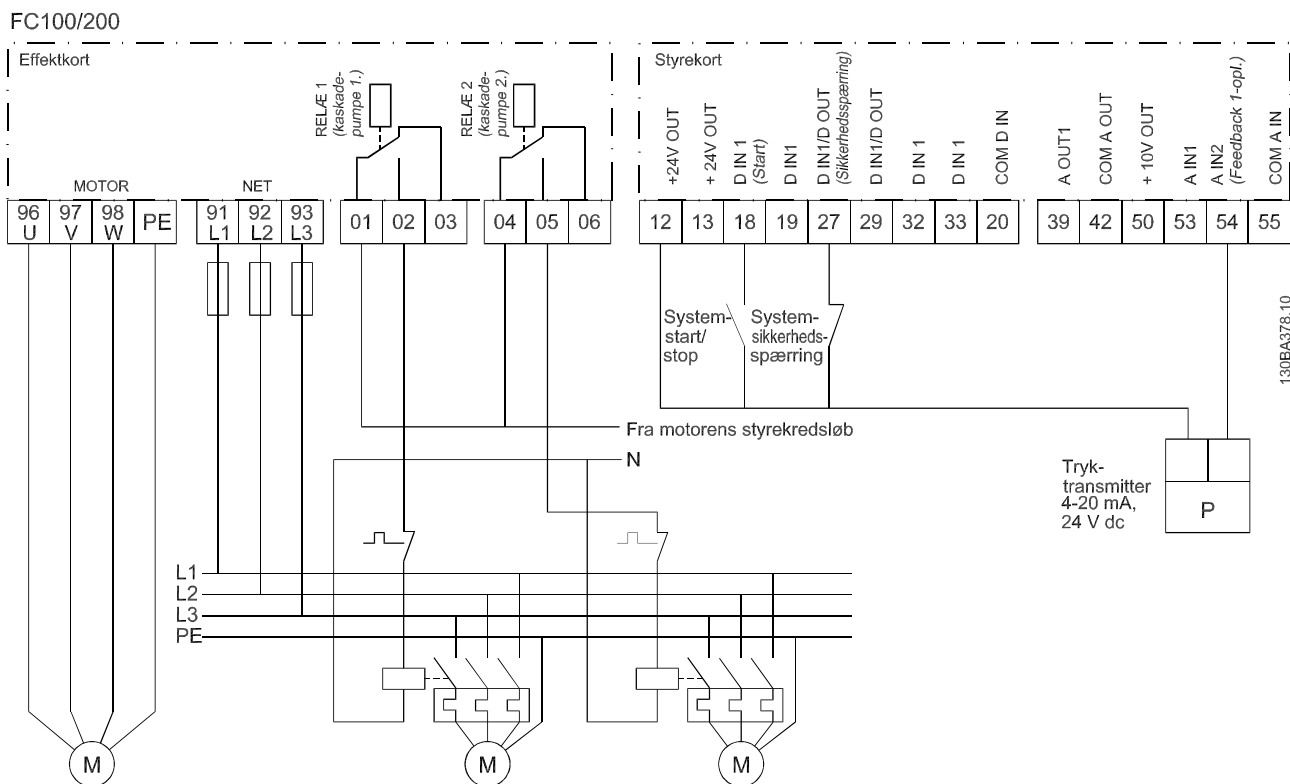 FC100/200
Effektkort
RELÆ 1
(kaskade-
pumpe 1.)
RELÆ 2
(kaskade-
pumpe 2.)
Styrekort
+24V OUT
+ 24V OUT
D IN 1
(Start)
D IN1
D IN1/D OUT
(Sikkerhedsspærring)
D IN1/D OUT
D IN 1
D IN 1
COM D IN
A OUT1
COM A OUT
+ 10V OUT
A IN1
A IN2
(Feedback 1-opl.)
COM A IN
MOTOR
NET
96 97 98 PE
U V W
91 92 93
L1 L2 L3
01 02 03
04 05 06
12 13 18 19 27 29 32 33 20
39 42 50 53 54 55
System-
start/
stop
System-
sikkerheds-
spærring
130BA378.10
Fra motorens styrekredsløb
N
Tryk-
transmitter
4-20 mA,
24 V dc
P
L1
L2
L3
PE
M
M
M